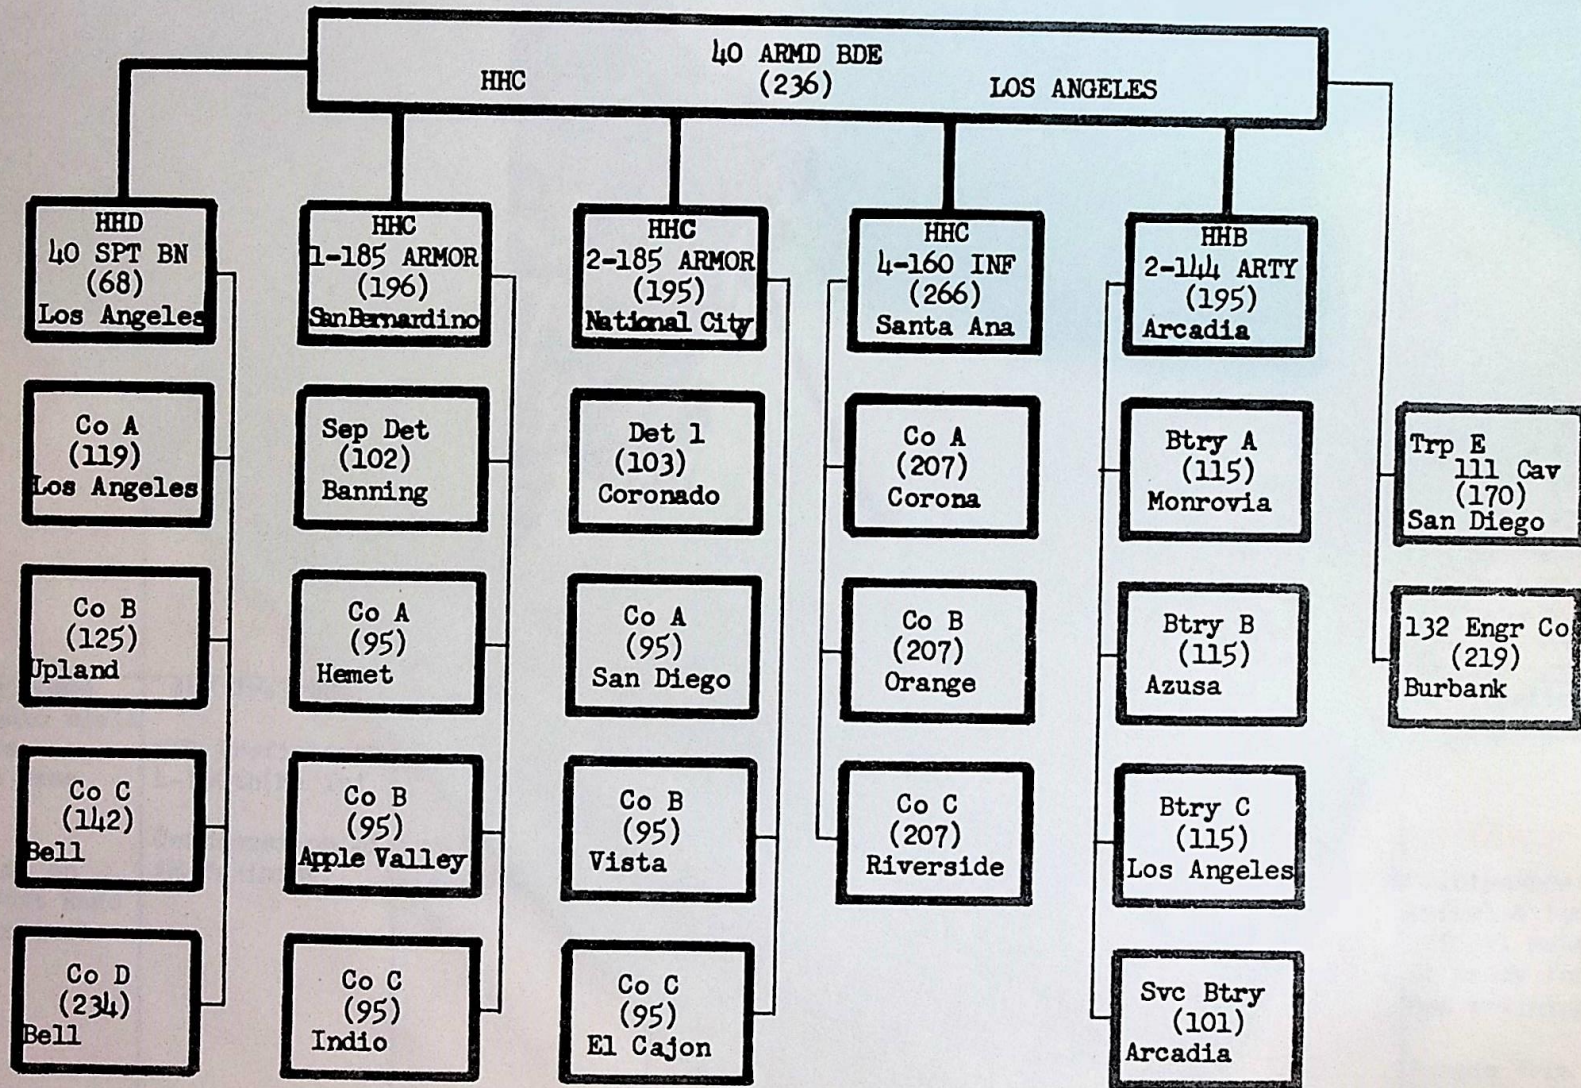 40 ARMD BDE
HHC (236) LOS ANGELES
HHD
40 SPT BN
(68)
Los Angeles
Co A
(119)
Los Angeles
Co B
(125)
Upland
Co C
(142)
Bell
Co D
(234)
Bell
HHC
1-185 ARMOR
(196)
San Bernardino
Sep Det
(102)
Banning
Co A
(95)
Hemet
Co B
(95)
Apple Valley
Co C
(95)
Indio
HHC
2-185 ARMOR
(195)
National City
Det 1
(103)
Coronado
Co A
(95)
San Diego
Co B
(95)
Vista
Co C
(95)
El Cajon
HHC
4-160 INF
(266)
Santa Ana
Co A
(207)
Corona
Co B
(207)
Orange
Co C
(207)
Riverside
HHB
2-144 ARTY
(195)
Arcadia
Btry A
(115)
Monrovia
Btry B
(115)
Azusa
Btry C
(115)
Los Angeles
Svc Btry
(101)
Arcadia
Trp E
111 Cav
(170)
San Diego
132 Engr Co
(219)
Burbank